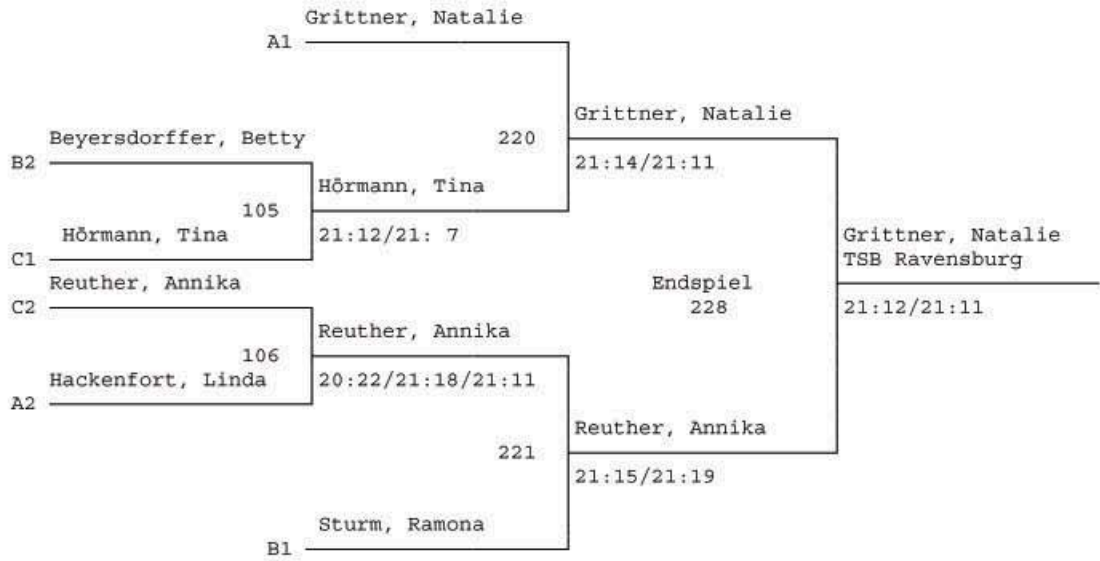 Grittner, Natalie
A1
Grittner, Natalie
Beyersdorffer, Betty
220
B2
21:14/21:11
Hörmann, Tina
105
Hörmann, Tina
21:12/21: 7
Grittner, Natalie
C1
TSB Ravensburg
Reuther, Annika
Endspiel
C2
228
21:12/21:11
Reuther, Annika
106
Hackenfort, Linda
20:22/21:18/21:11
A2
Reuther, Annika
221
21:15/21:19
Sturm, Ramona
B1